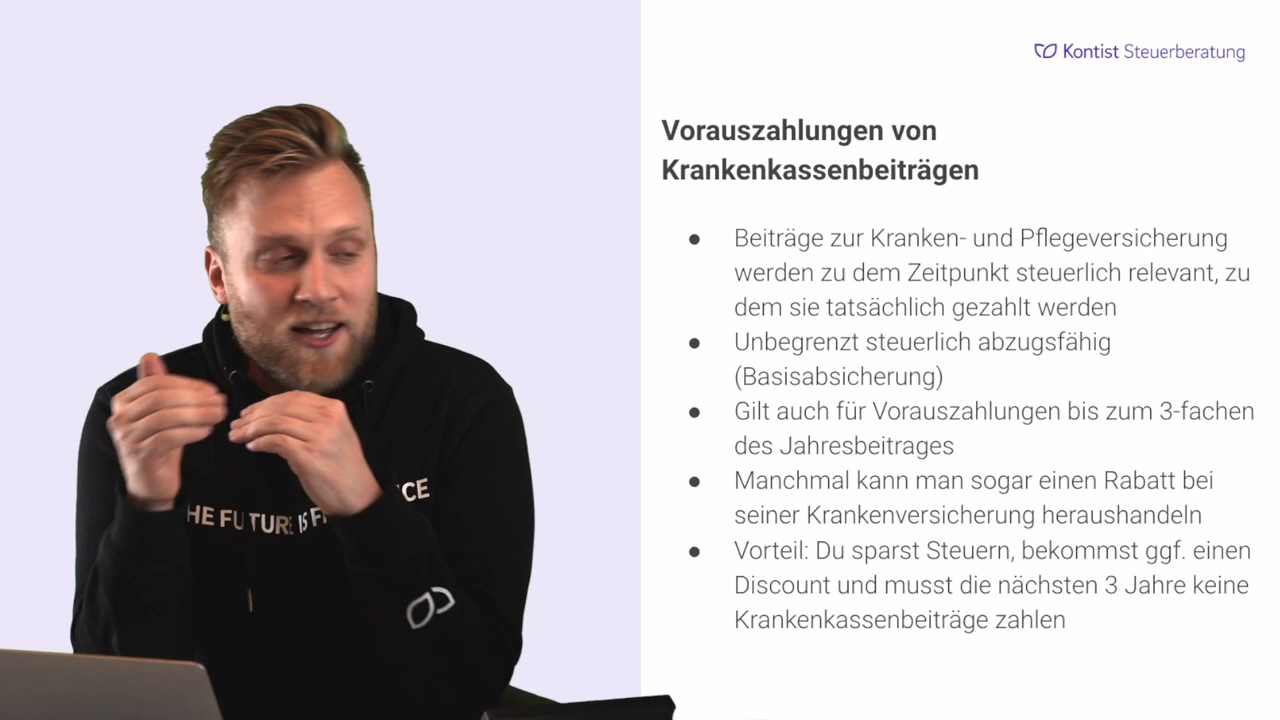 Kontist Steuerberatung
Vorauszahlungen von
Krankenkassenbeiträgen
● Beiträge zur Kranken- und Pflegeversicherung
werden zu dem Zeitpunkt steuerlich relevant, zu
dem sie tatsächlich gezahlt werden
● Unbegrenzt steuerlich abzugsfähig
(Basisabsicherung)
● Gilt auch für Vorauszahlungen bis zum 3-fachen
des Jahresbeitrages
● Manchmal kann man sogar einen Rabatt bei
seiner Krankenversicherung heraushandeln
● Vorteil: Du sparst Steuern, bekommst ggf. einen
Discount und musst die nächsten 3 Jahre keine
Krankenkassenbeiträge zahlen
FUTURE IS